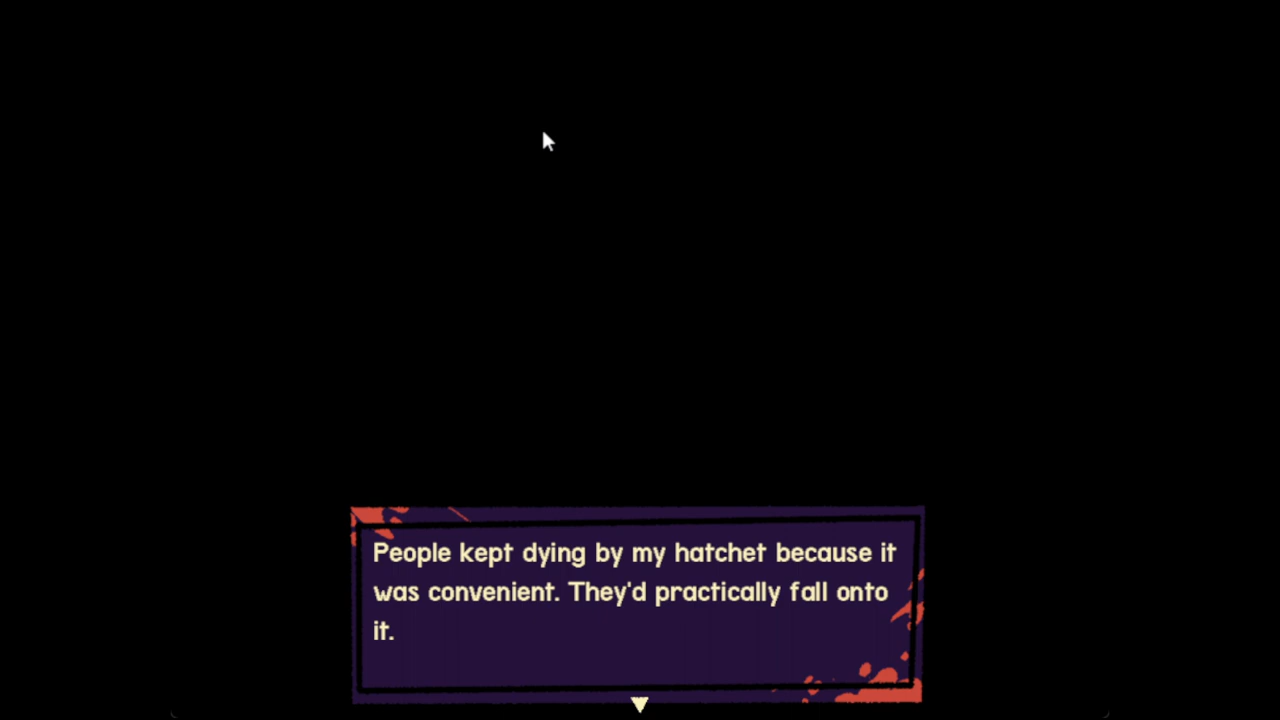 People kept dying by my hatchet because it
was convenient. They'd practically fall onto
it.